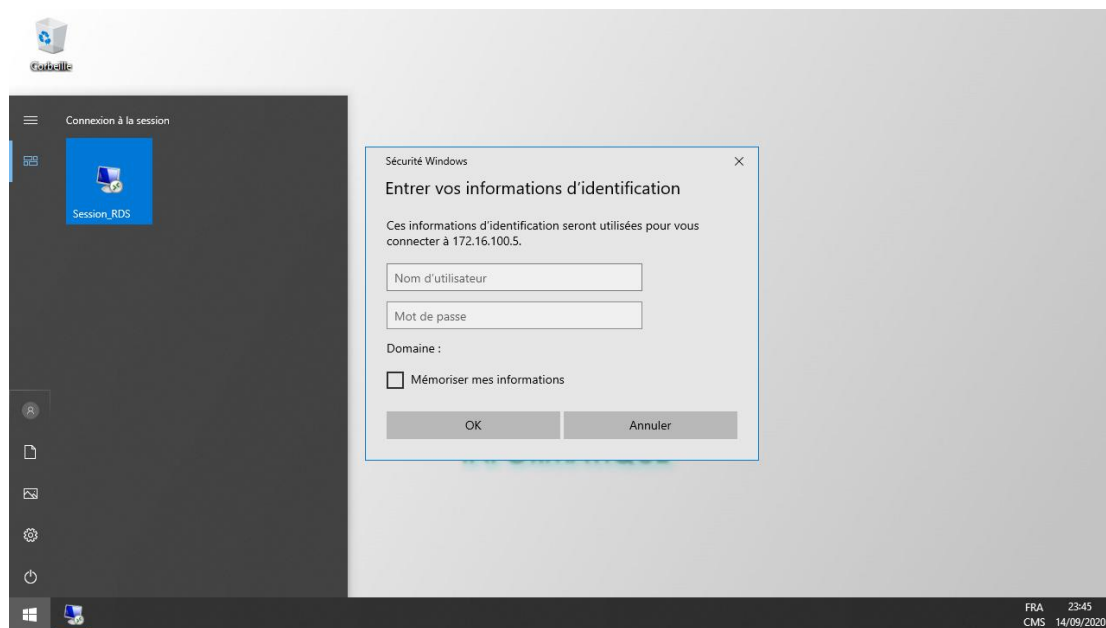 Corbeille
Connexion à la session
Session_RDS
Sécurité Windows
Entrer vos informations d'identification
Ces informations d'identification seront utilisées pour vous
connecter à 172.16.100.5.
Nom d'utilisateur
Mot de passe
Domaine :
Mémoriser mes informations
OK
Annuler
FRA
23:45
CMS
14/09/2020